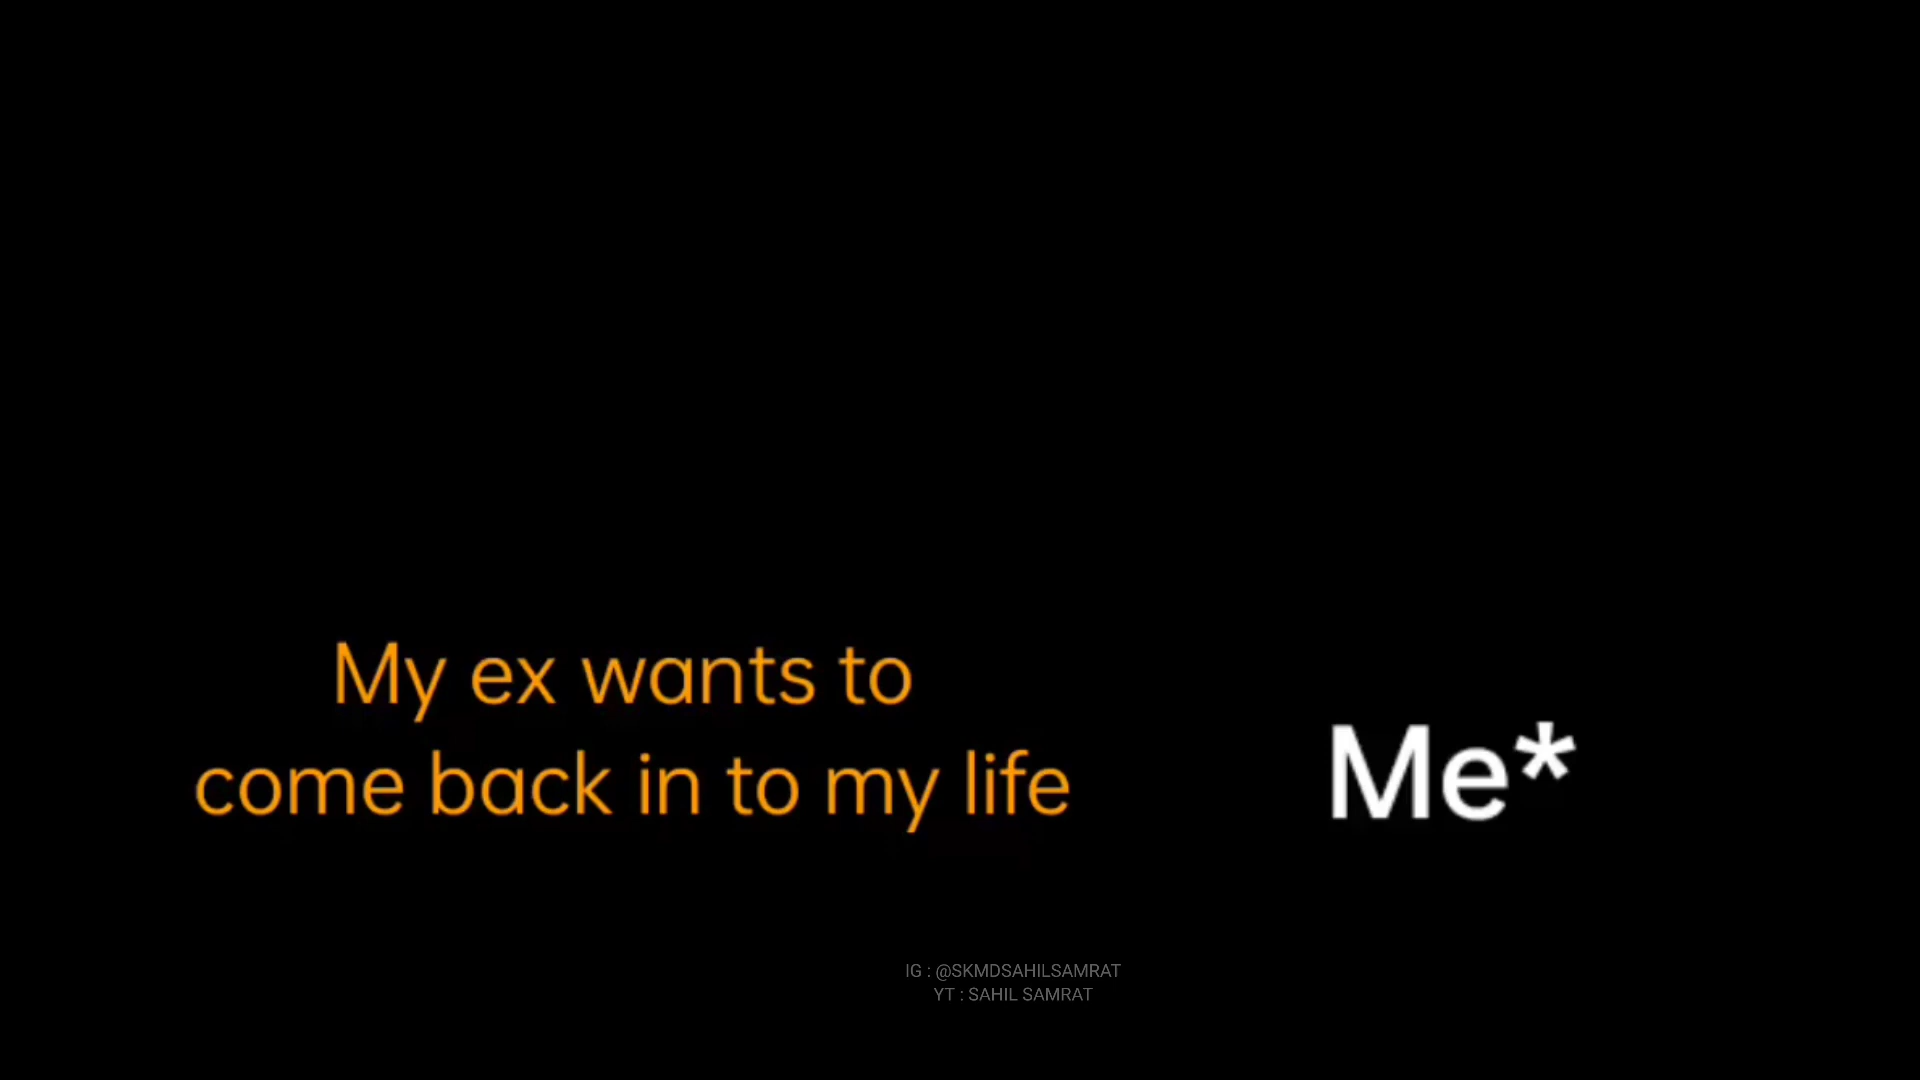 My ex wants to
come back in to my life
Me*
IG : @SKMDSAHILSAMRAT
YT : SAHIL SAMRAT